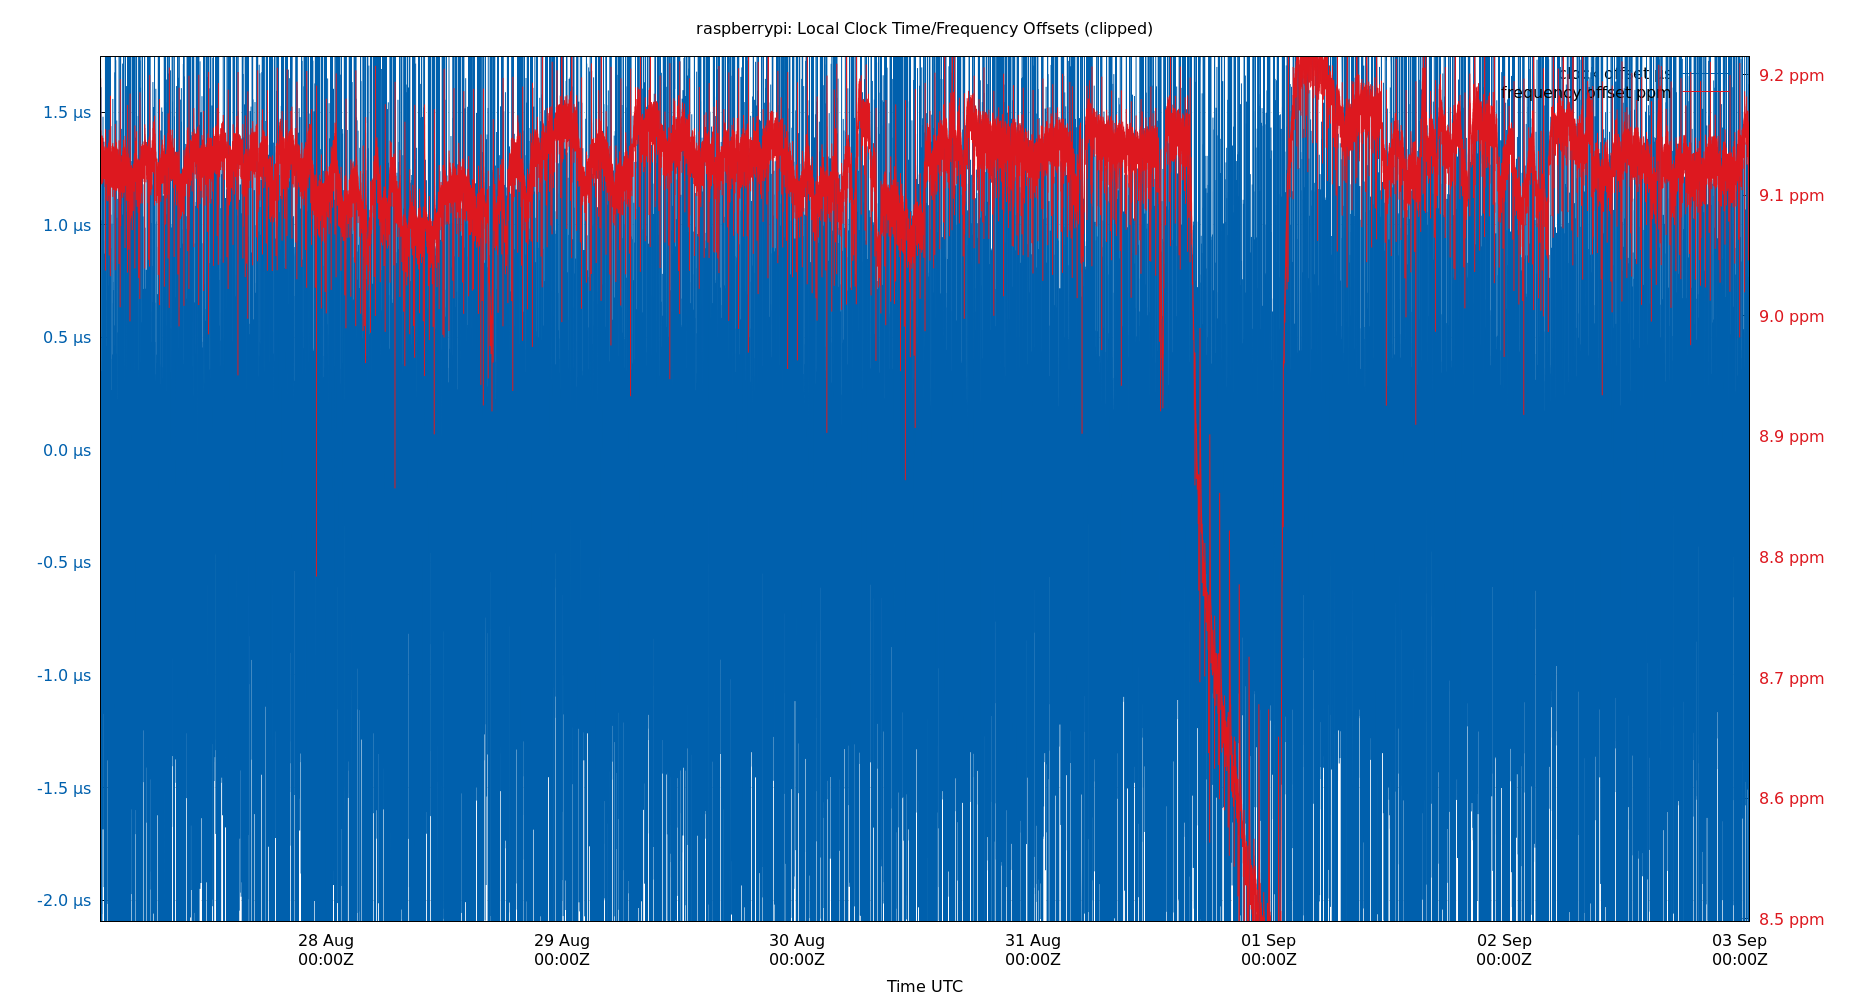 raspberrypi: Local Clock Time/Frequency Offsets (clipped)
clock offset µs
frequency offset ppm
1.5 µs
1.0 µs
0.5 µs
0.0 µs
-0.5 µs
-1.0 µs
-1.5 µs
-2.0 µs
9.2 ppm
9.1 ppm
9.0 ppm
8.9 ppm
8.8 ppm
8.7 ppm
8.6 ppm
8.5 ppm
28 Aug
00:00Z
29 Aug
00:00Z
30 Aug
00:00Z
31 Aug
00:00Z
01 Sep
00:00Z
02 Sep
00:00Z
03 Sep
00:00Z
Time UTC